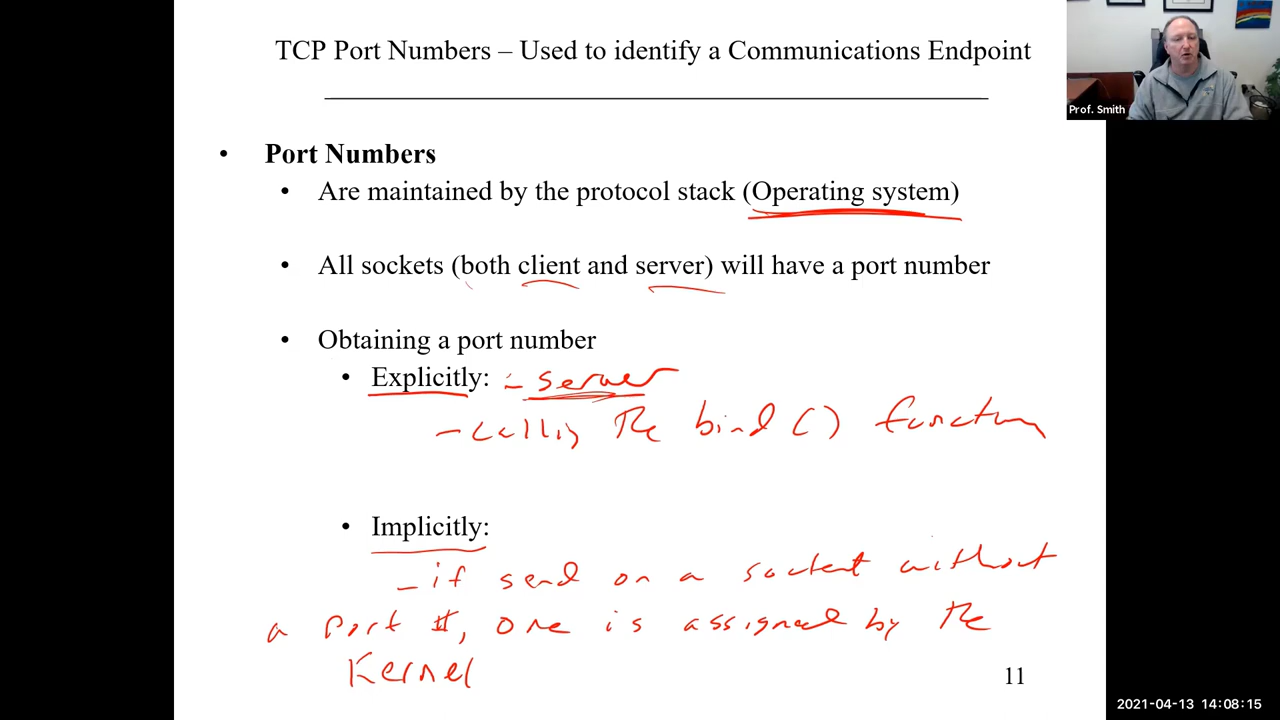 TCP Port Numbers – Used to identify a Communications Endpoint
Prof. Smith
• Port Numbers
• Are maintained by the protocol stack (Operating system)
• All sockets (both client and server) will have a port number
• Obtaining a port number
• Explicitly: - server
- calling the bind() function
• Implicitly:
- if send on a socket without
a Port #, one is assigned by the
Kernel
11
2021-04-13 14:08:15